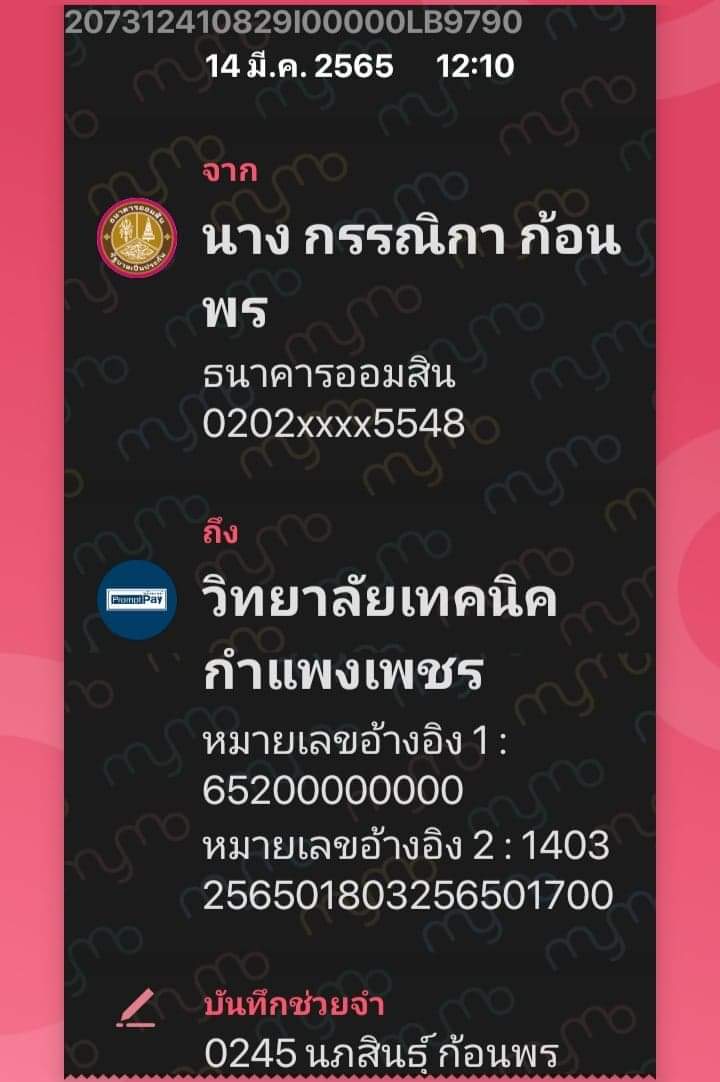 207312410829I00000LB9790
14 มี.ค. 2565 12:10
จาก
นาง กรรณิกา ก้อน
พร
ธนาคารออมสิน
0202xxxx5548
ถึง
PromptPay
วิทยาลัยเทคนิค
กำแพงเพชร
หมายเลขอ้างอิง 1 :
65200000000
หมายเลขอ้างอิง 2 : 1403
256501803256501700
บันทึกช่วยจำ
0245 นภสินธุ์ ก้อนพร